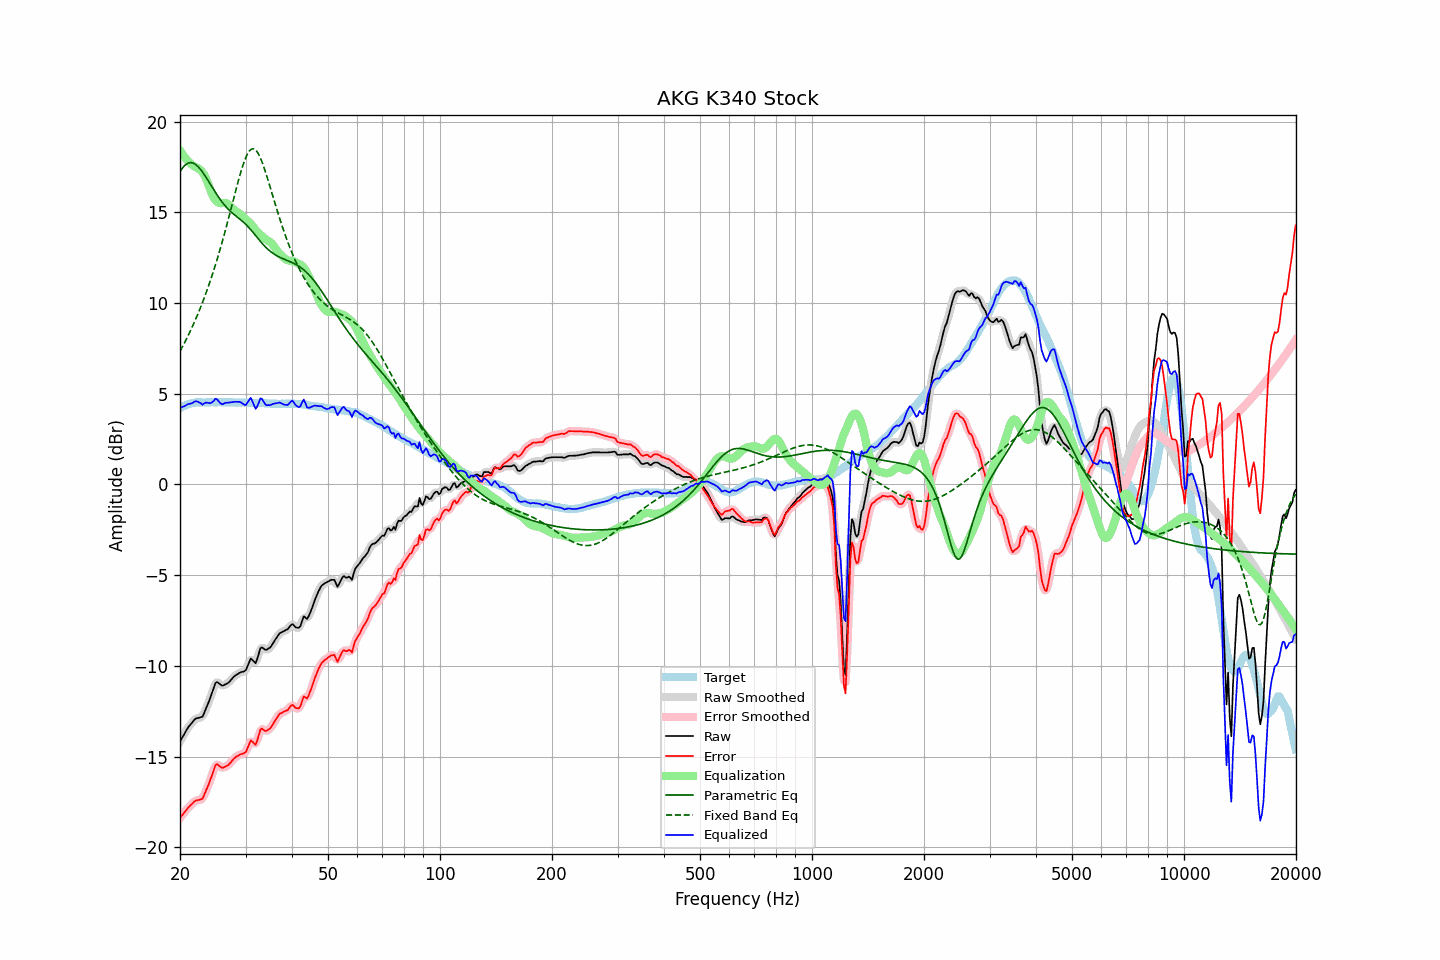 AKG K340 Stock
20
15
10
5
0
−5
−10
−15
−20
Amplitude (dBr)
Target
Raw Smoothed
Error Smoothed
Raw
Error
Equalization
Parametric Eq
Fixed Band Eq
Equalized
20 50 100 200 500 1000 2000 5000 10000 20000
Frequency (Hz)